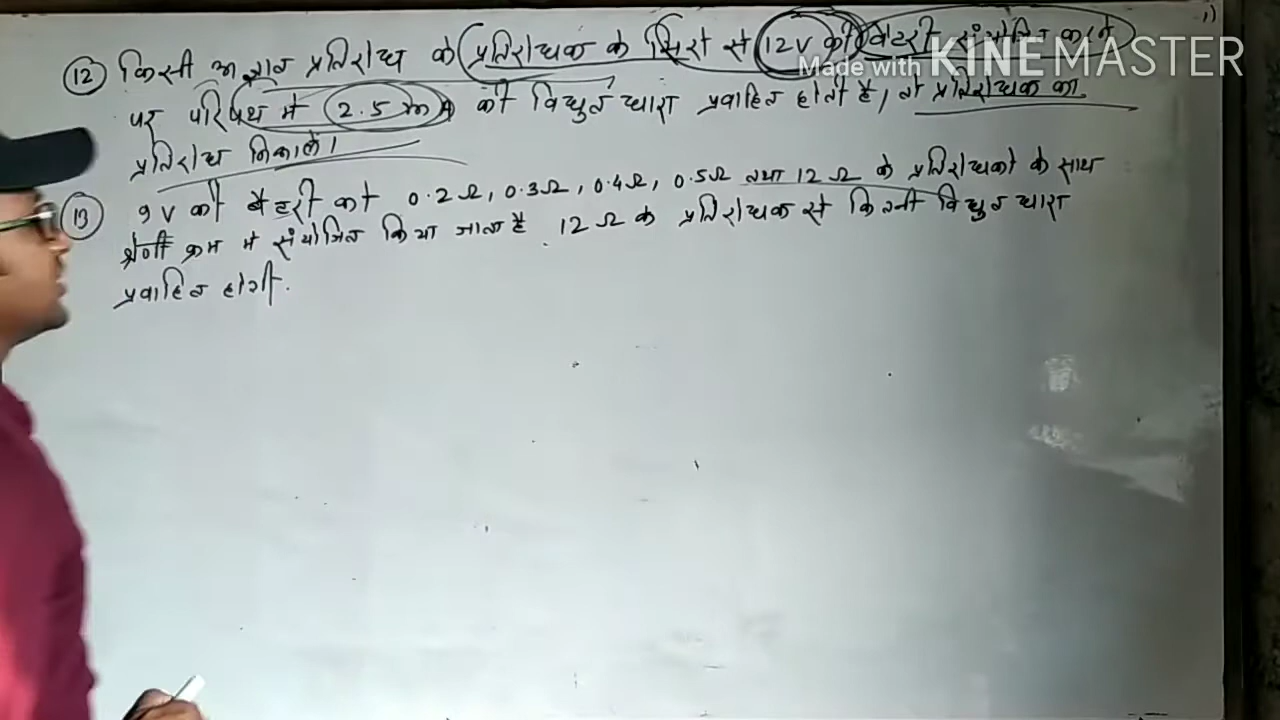 (12) किसी अज्ञात प्रतिरोध के प्रतिरोधक के सिरो से 12V की बैटरी संयोजित करने
पर परिपथ में 2.5 mA की विद्युत धारा प्रवाहित होती है, तो प्रतिरोधक का
प्रतिरोध निकाले।
(13) 9V की बैटरी को 0.2Ω, 0.3Ω, 0.4Ω, 0.5Ω तथा 12Ω के प्रतिरोधको के साथ
श्रेणी क्रम में संयोजित किया जाता है. 12Ω के प्रतिरोधक से कितनी विद्युत धारा
प्रवाहित होगी.
Made with KINEMASTER